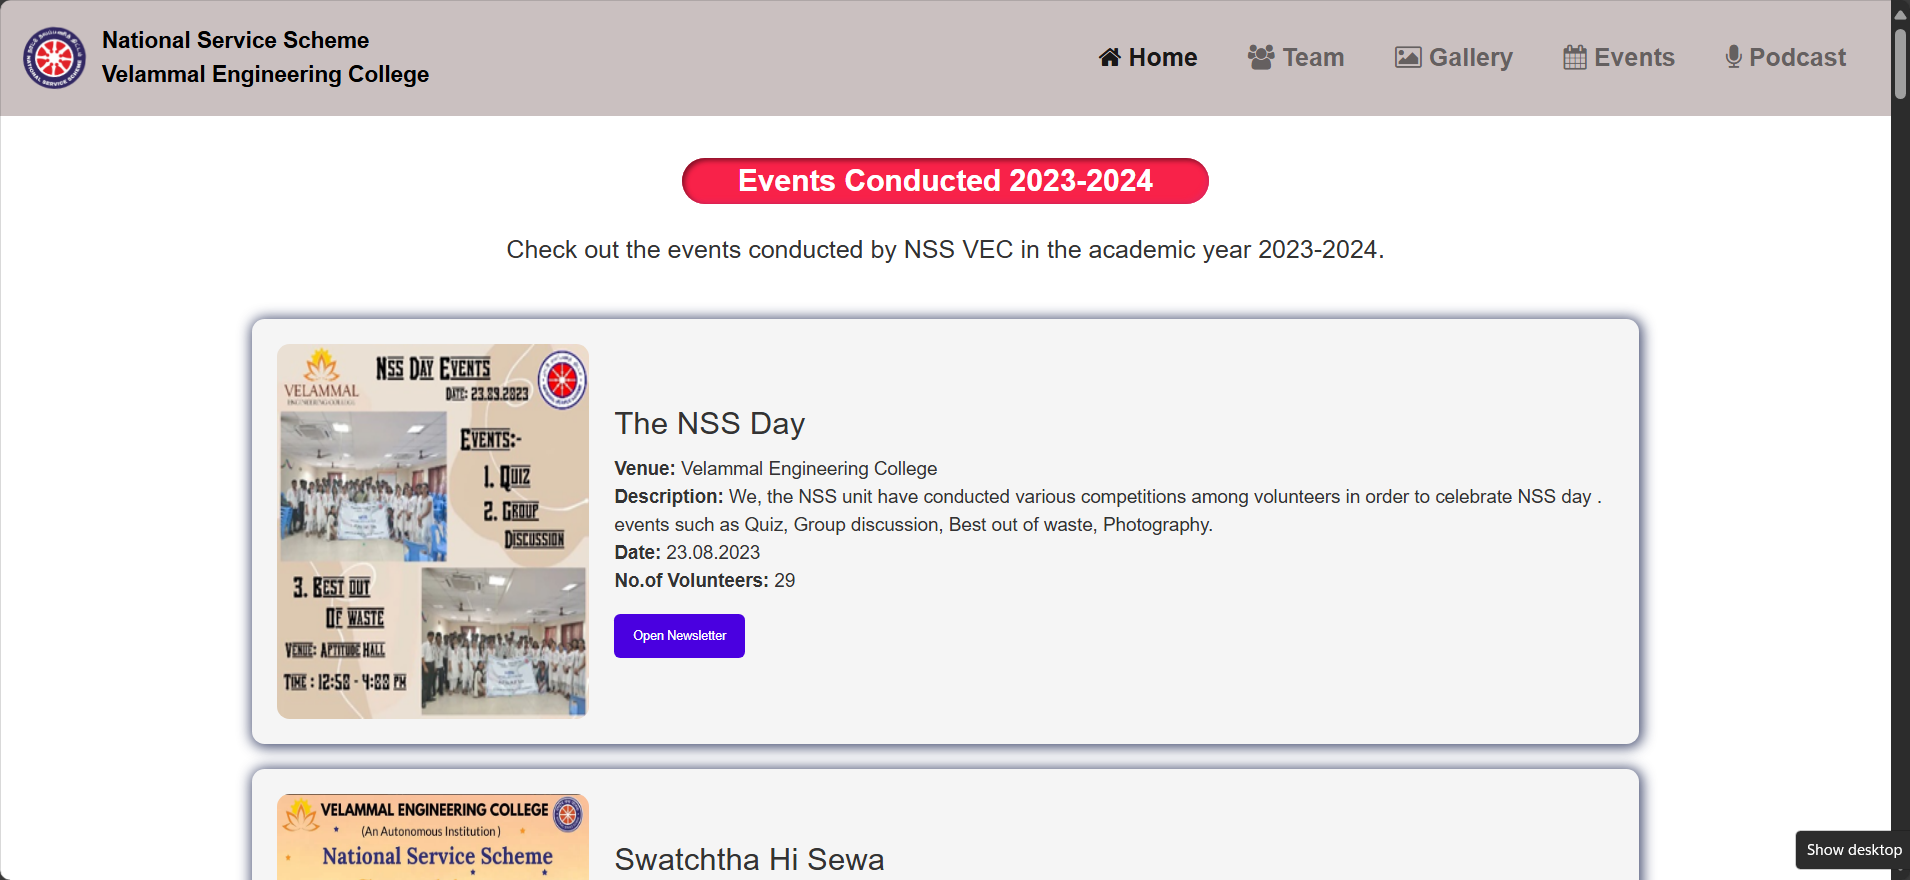 National Service Scheme
Velammal Engineering College
Home
Team
Gallery
Events
Podcast
Events Conducted 2023-2024
Check out the events conducted by NSS VEC in the academic year 2023-2024.
VELAMMAL
ENGINEERING COLLEGE
NSS DAY EVENTS
DATE: 23.09.2023
EVENTS:-
1. QUIZ
2. GROUP
DISCUSSION
3. BEST OUT
OF WASTE
VENUE: APTITUDE HALL
TIME : 12:50 - 4:00 PM
The NSS Day
Venue: Velammal Engineering College
Description: We, the NSS unit have conducted various competitions among volunteers in order to celebrate NSS day .
events such as Quiz, Group discussion, Best out of waste, Photography.
Date: 23.08.2023
No.of Volunteers: 29
Open Newsletter
VELAMMAL ENGINEERING COLLEGE
(An Autonomous Institution)
National Service Scheme
Swatchtha Hi Sewa
Show desktop